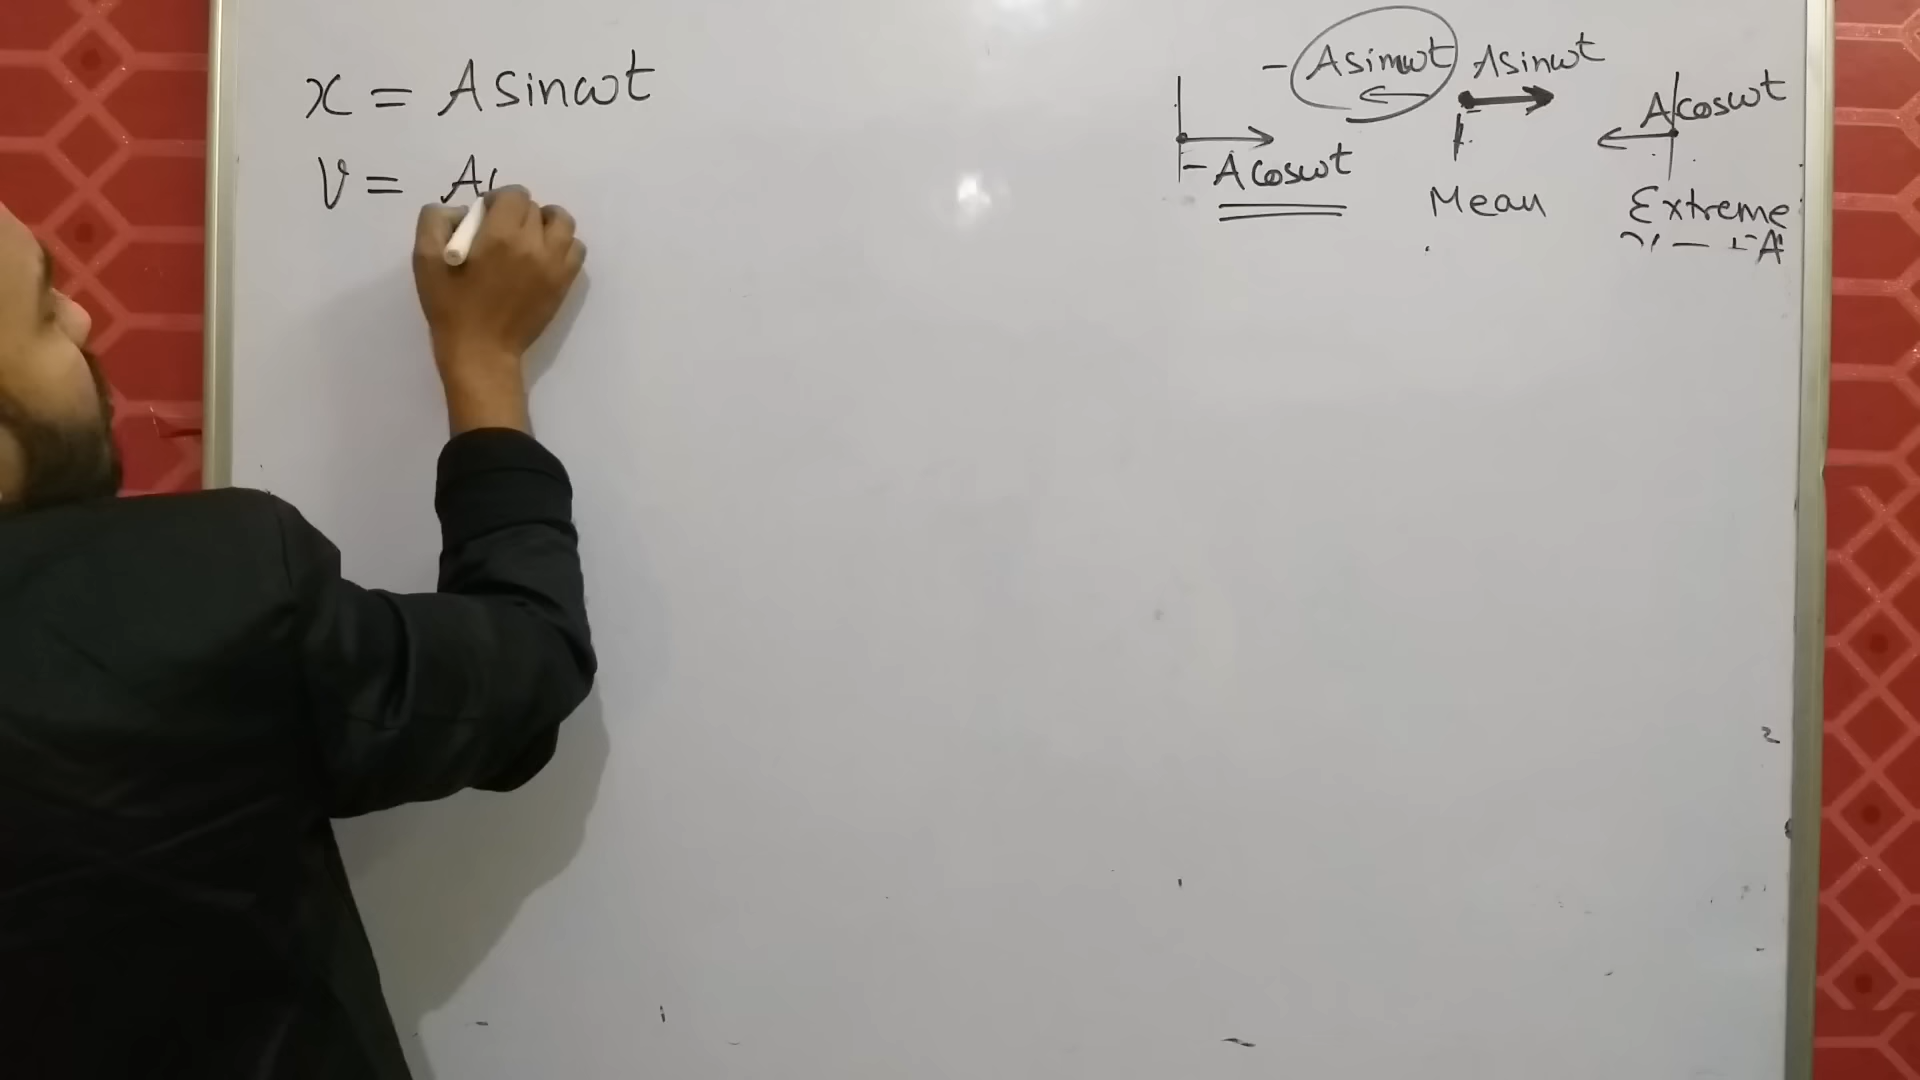 x = A sinωt
V = A
- Asinωt Asinωt
Acosωt
- Acosωt
Mean
Extreme